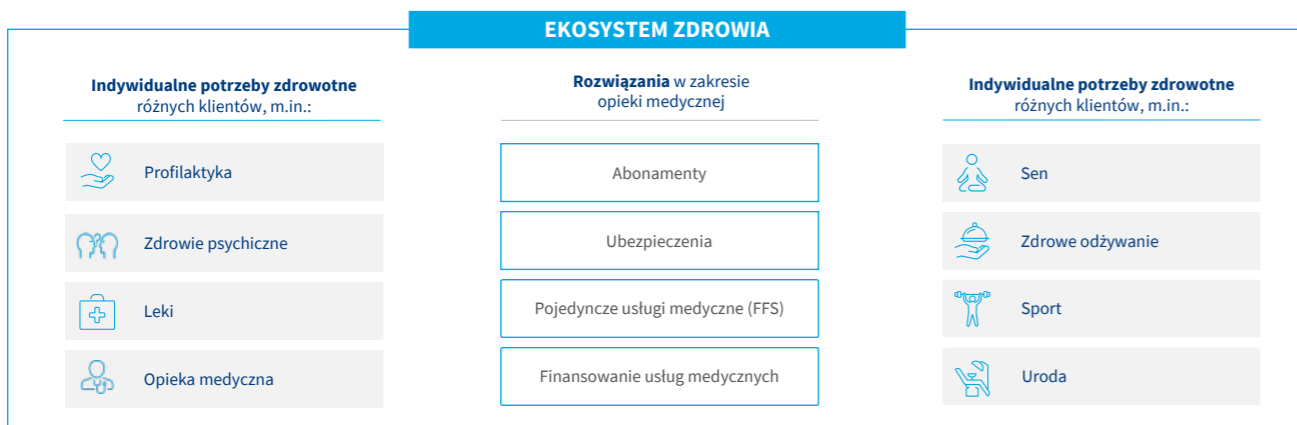 EKOSYSTEM ZDROWIA
Indywidualne potrzeby zdrowotne
różnych klientów, m.in.:
Profilaktyka
Zdrowie psychiczne
Leki
Opieka medyczna
Rozwiązania w zakresie
opieki medycznej
Abonamenty
Ubezpieczenia
Pojedyncze usługi medyczne (FFS)
Finansowanie usług medycznych
Indywidualne potrzeby zdrowotne
różnych klientów, m.in.:
Sen
Zdrowe odżywanie
Sport
Uroda